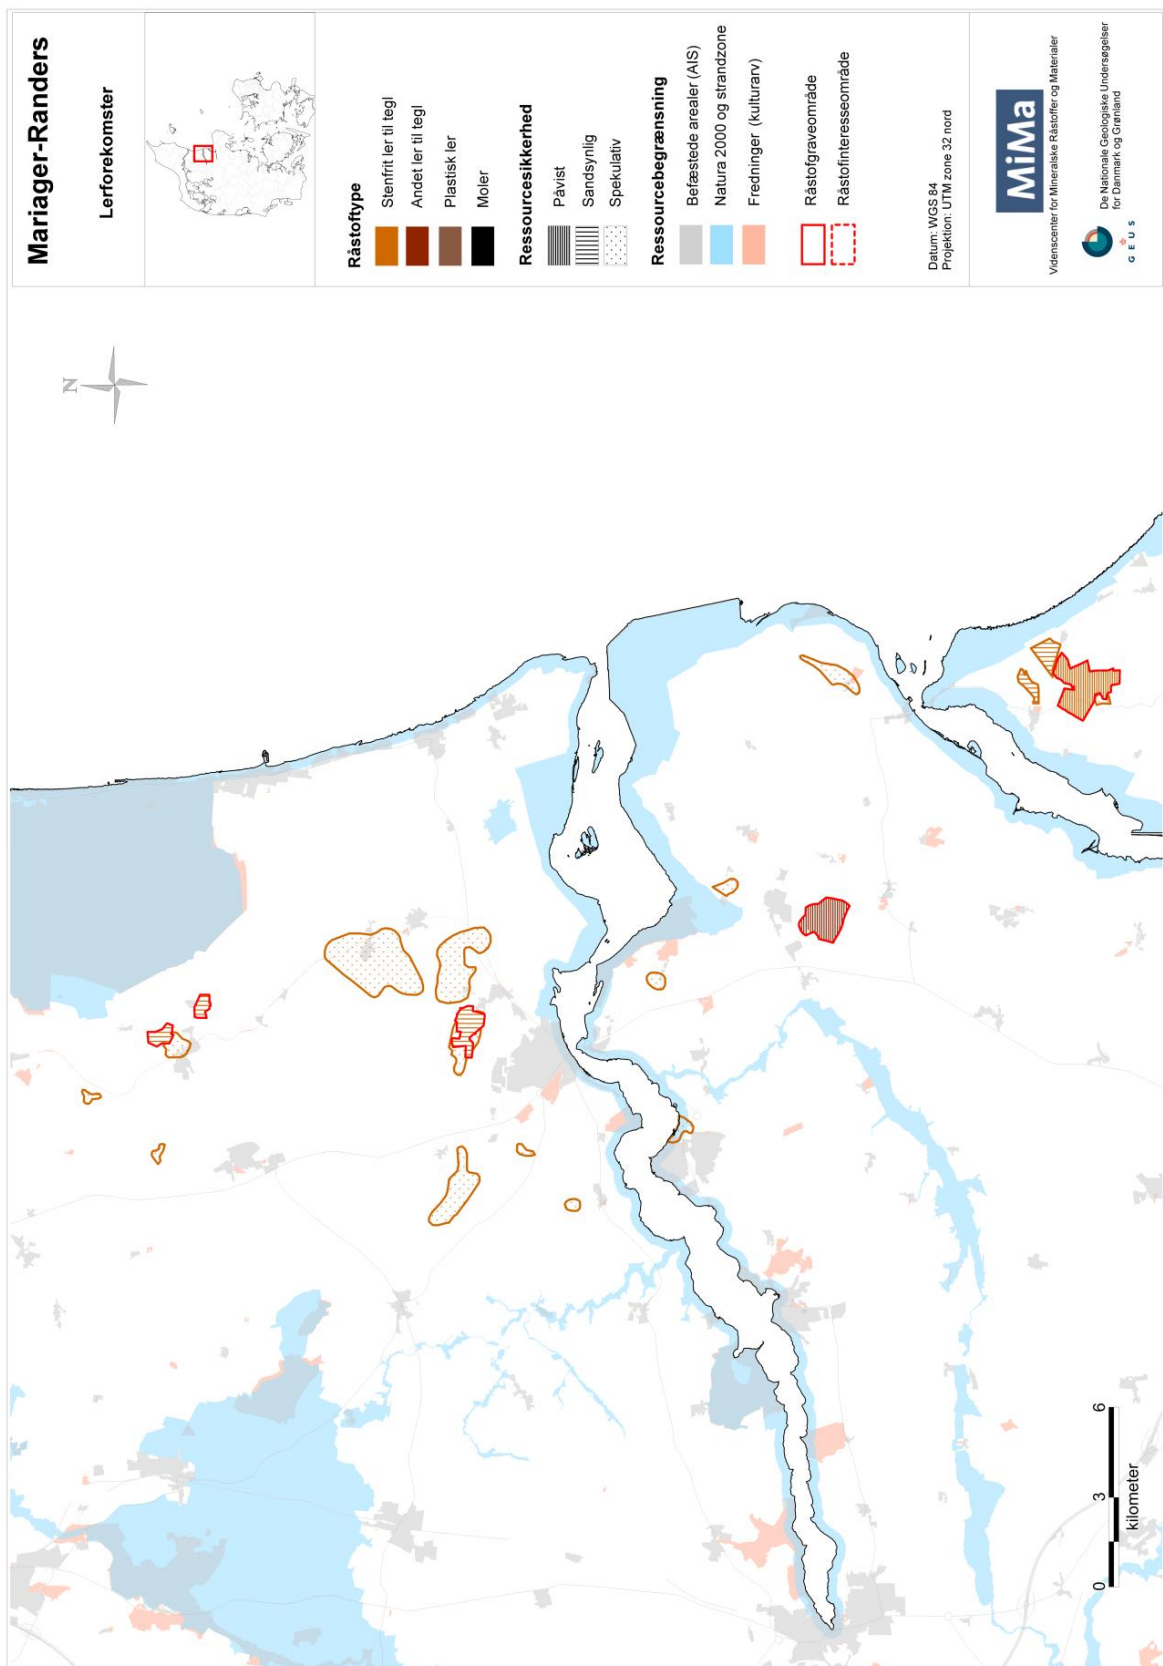 Mariager-Randers
Lerforekomster
Råstoftype
Stenfrit ler til tegl
Andet ler til tegl
Plastisk ler
Moler
Ressourcesikkerhed
Påvist
Sandsynlig
Spekulativ
Ressourcebegrænsning
Befæstede arealer (AIS)
Natura 2000 og strandzone
Fredninger (kulturarv)
Råstofgraveområde
Råstofinteresseområde
Datum: WGS 84
Projektion: UTM zone 32 nord
MiMa
Videnscenter for Mineralske Råstoffer og Materialer
G E U S
De Nationale Geologiske Undersøgelser
for Danmark og Grønland
N
0 3 6
kilometer